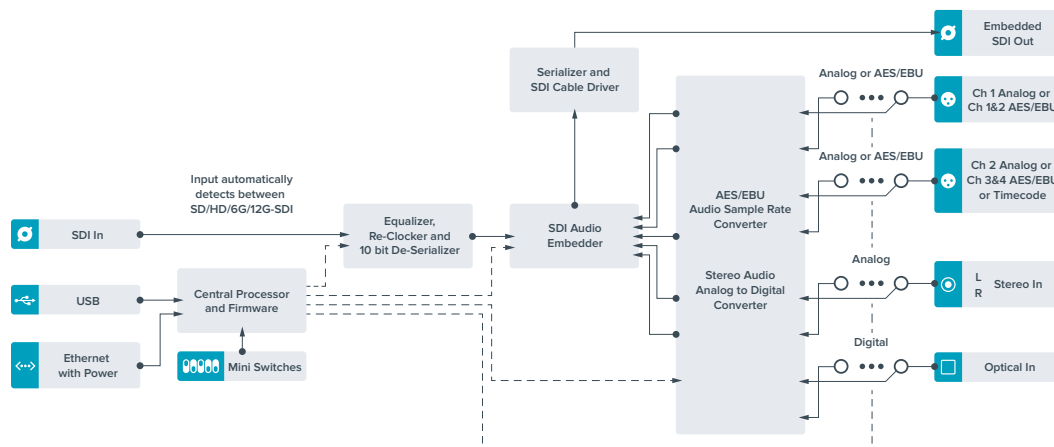 Embedded
SDI Out
Serializer and
SDI Cable Driver
Analog or AES/EBU
Ch 1 Analog or
Ch 1&2 AES/EBU
Analog or AES/EBU
Ch 2 Analog or
Ch 3&4 AES/EBU
or Timecode
Input automatically
detects between
SD/HD/6G/12G-SDI
AES/EBU
Audio Sample Rate
Converter
SDI In
Equalizer,
Re-Clocker and
10 bit De-Serializer
SDI Audio
Embedder
Analog
Stereo Audio
Analog to Digital
Converter
L
R
Stereo In
USB
Central Processor
and Firmware
Digital
Ethernet
with Power
Mini Switches
Optical In